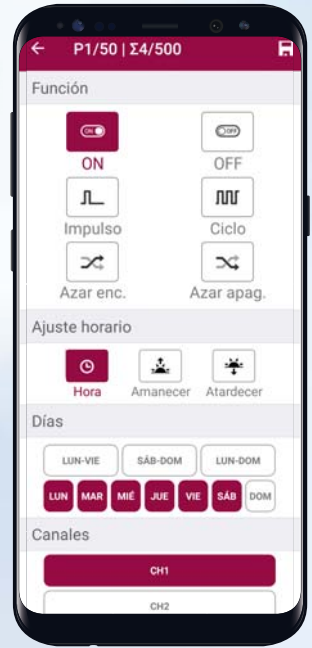 P1/50 | Σ4/500
Función
ON OFF
ON OFF
Impulso Ciclo
Azar enc. Azar apag.
Ajuste horario
Hora Amanecer Atardecer
Días
LUN-VIE SÁB-DOM LUN-DOM
LUN MAR MIÉ JUE VIE SÁB DOM
Canales
CH1
CH2